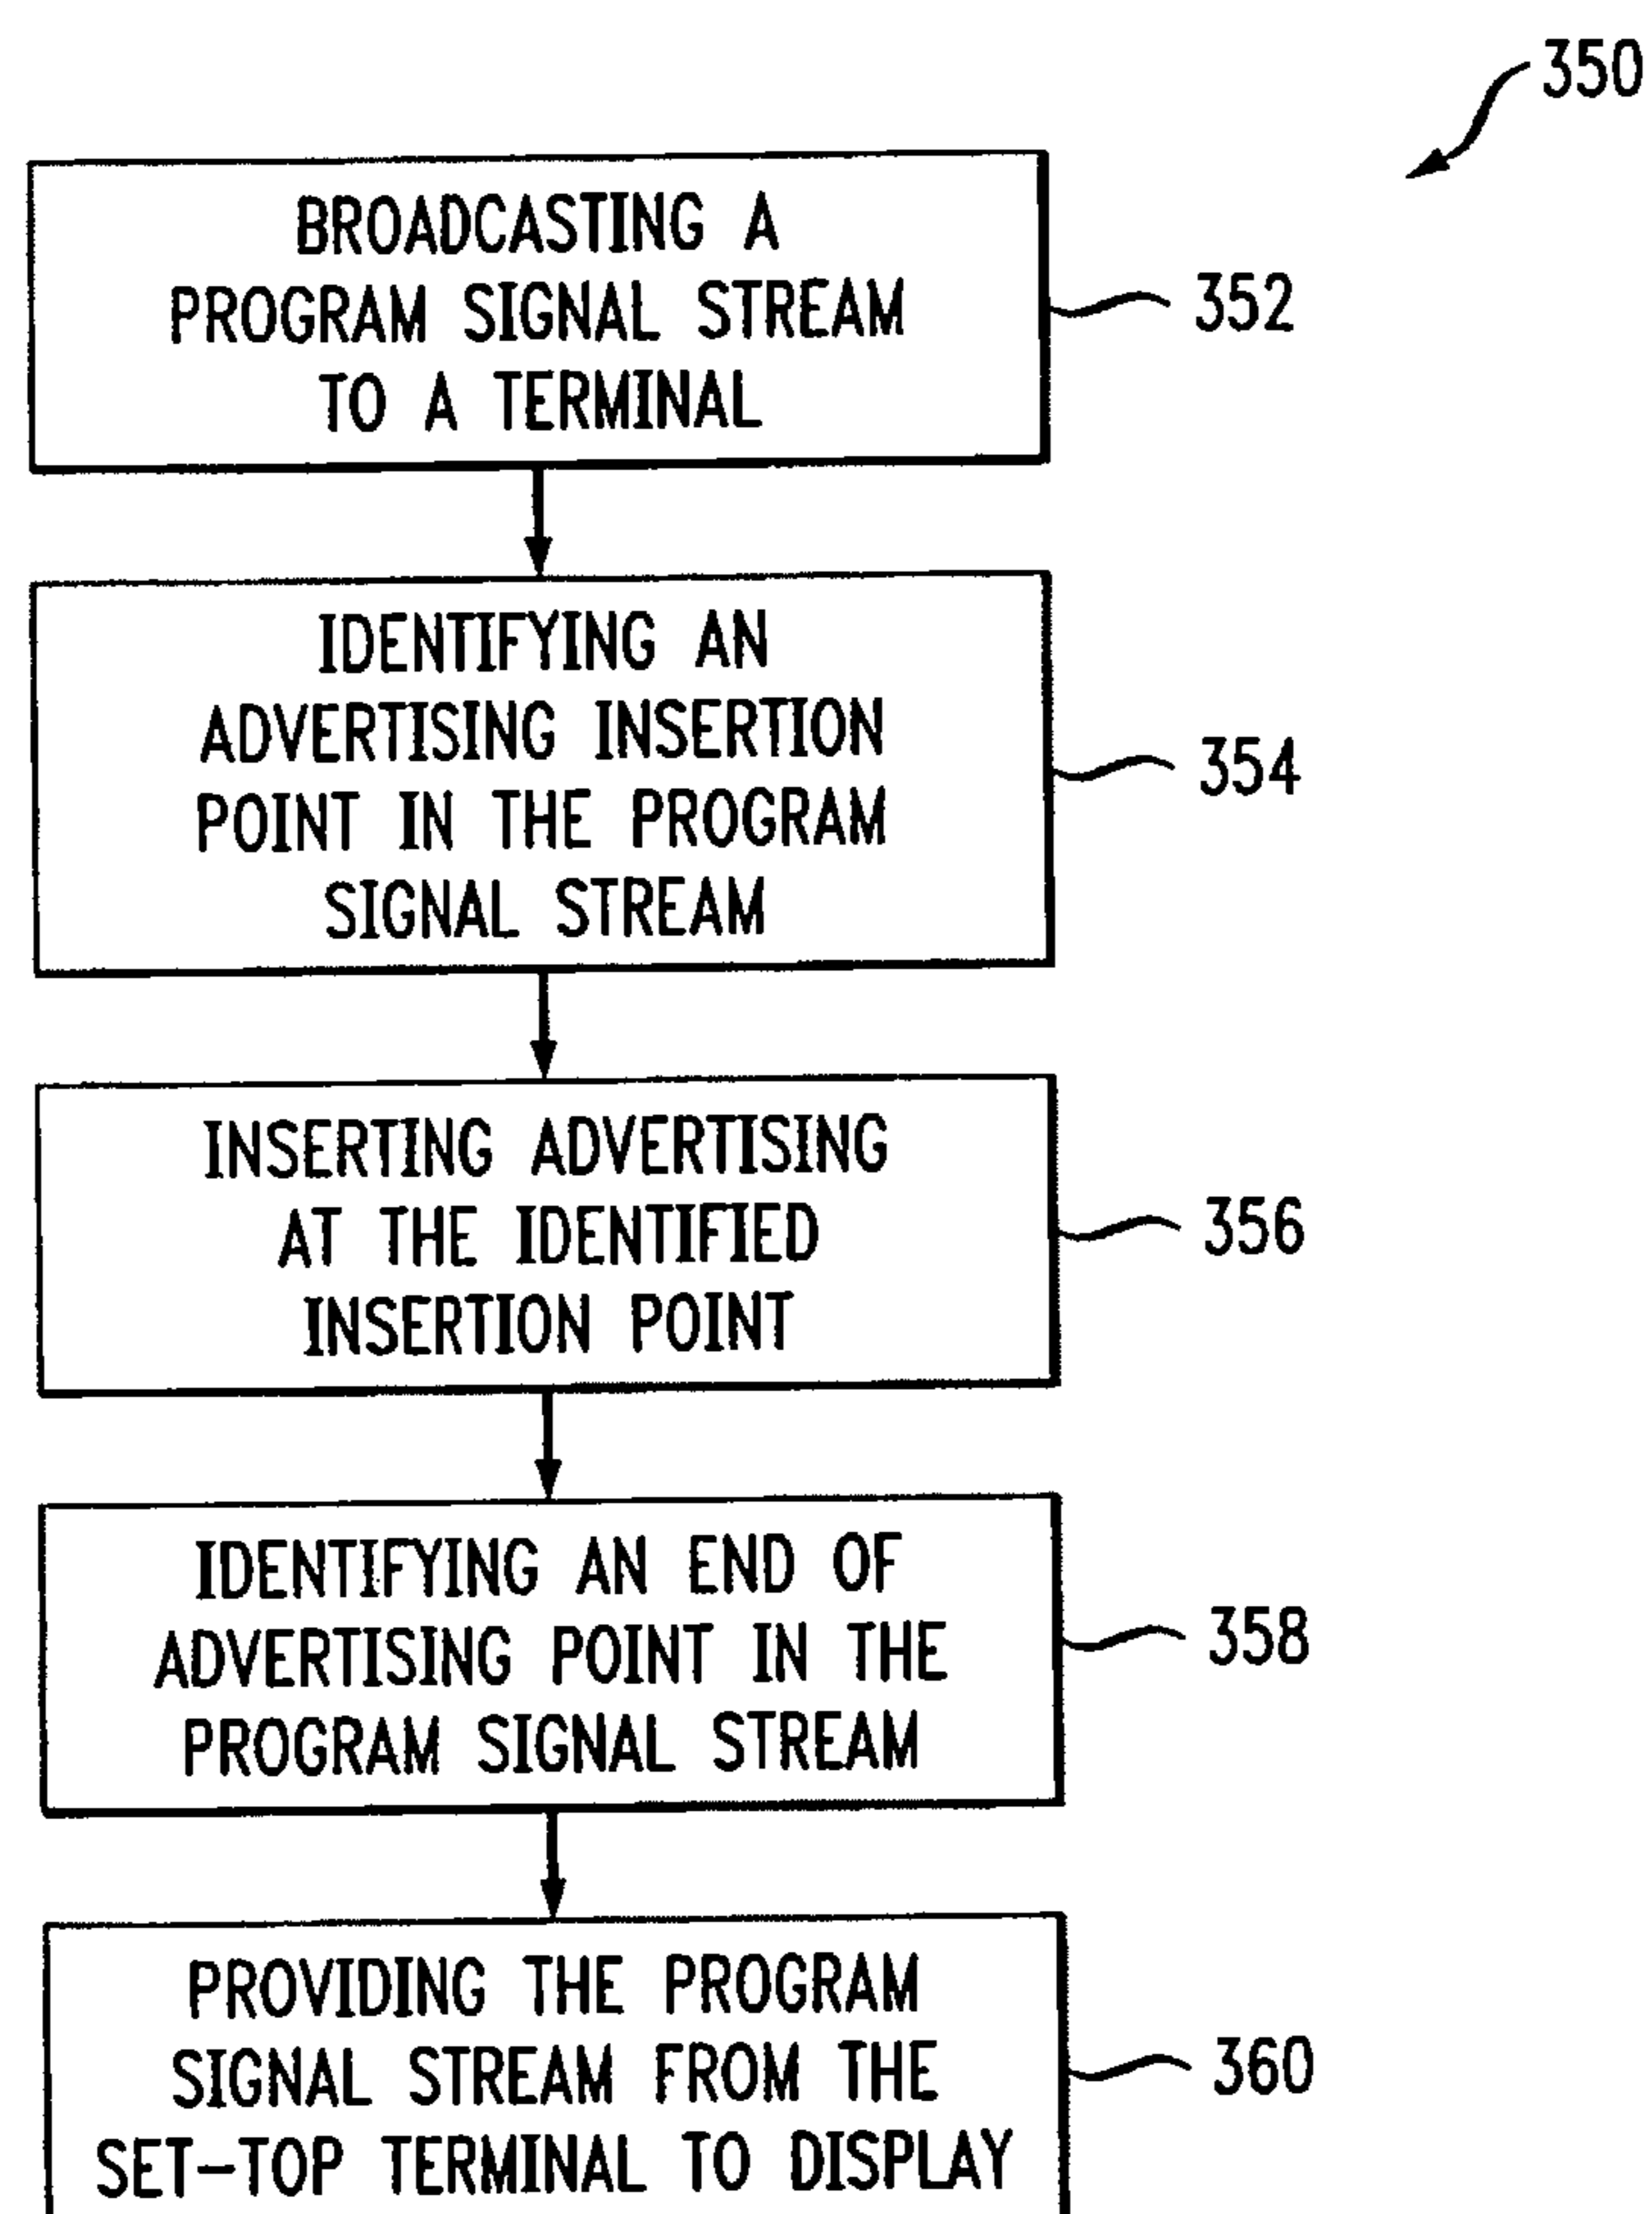 350
BROADCASTING A
PROGRAM SIGNAL STREAM
TO A TERMINAL
352
IDENTIFYING AN
ADVERTISING INSERTION
POINT IN THE PROGRAM
SIGNAL STREAM
354
INSERTING ADVERTISING
AT THE IDENTIFIED
INSERTION POINT
356
IDENTIFYING AN END OF
ADVERTISING POINT IN THE
PROGRAM SIGNAL STREAM
358
PROVIDING THE PROGRAM
SIGNAL STREAM FROM THE
SET-TOP TERMINAL TO DISPLAY
360